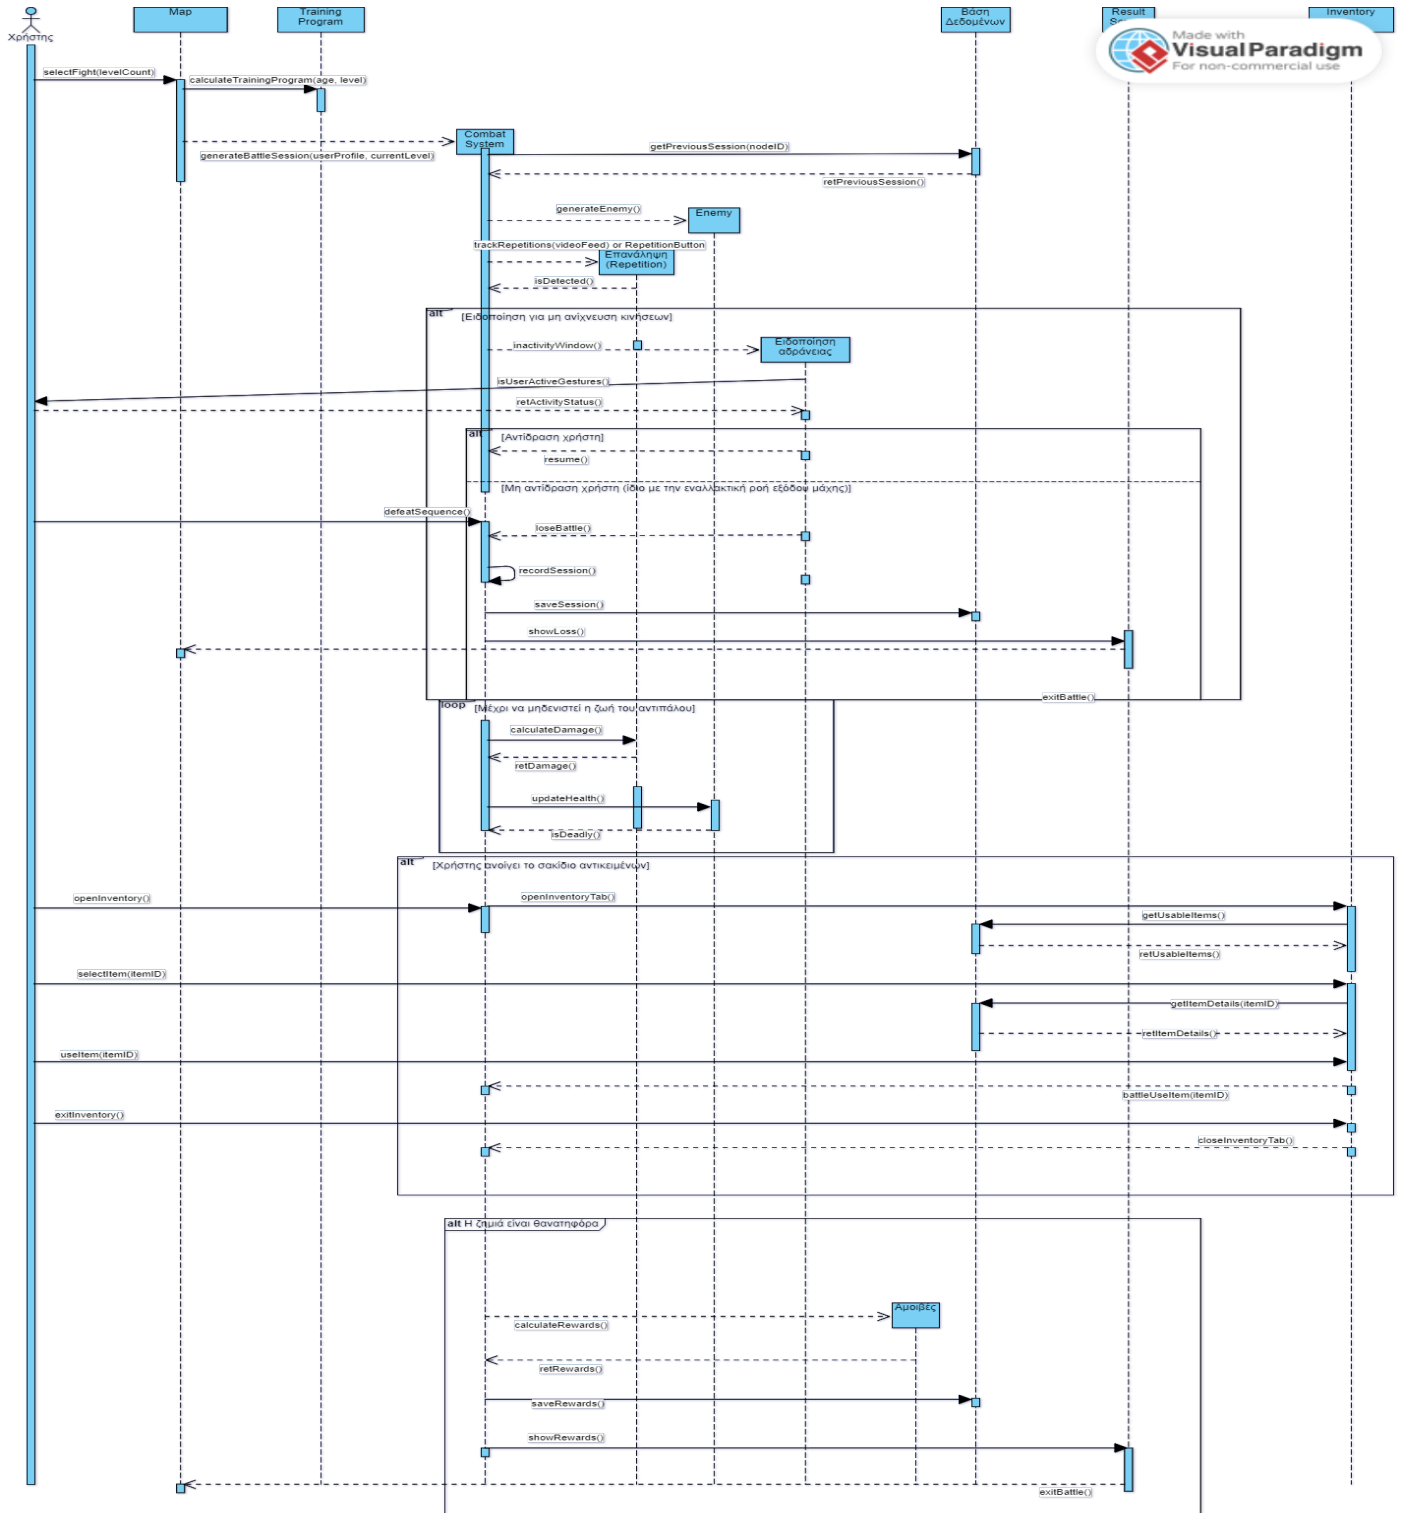 Χρήστης
Map
Training
Program
Βάση
Δεδομένων
Result
Inventory
Made with
Visual Paradigm
For non-commercial use
selectFight(levelCount)
calculateTrainingProgram(age, level)
Combat
System
generateBattleSession(userProfile, currentLevel)
getPreviousSession(nodeID)
retPreviousSession()
generateEnemy()
Enemy
trackRepetitions(videoFeed) or RepetitionButton
Επανάληψη
(Repetition)
isDetected()
alt
[Ειδοποίηση για μη ανίχνευση κινήσεων]
inactivityWindow()
Ειδοποίηση
αδράνειας
isUserActiveGestures()
retActivityStatus()
alt
[Αντίδραση χρήστη]
resume()
[Μη αντίδραση χρήστη (ίδιο με την εναλλακτική ροή εξόδου μάχης)]
defeatSequence()
loseBattle()
recordSession()
saveSession()
showLoss()
exitBattle()
loop
[Μέχρι να μηδενιστεί η ζωή του αντιπάλου]
calculateDamage()
retDamage()
updateHealth()
isDeadly()
alt
[Χρήστης ανοίγει το σακίδιο αντικειμένων]
openInventory()
openInventoryTab()
getUsableItems()
retUsableItems()
selectItem(itemID)
getItemDetails(itemID)
retItemDetails()
useItem(itemID)
battleUseItem(itemID)
exitInventory()
closeInventoryTab()
alt Η ζημιά είναι θανατηφόρα
Αμοιβές
calculateRewards()
retRewards()
saveRewards()
showRewards()
exitBattle()